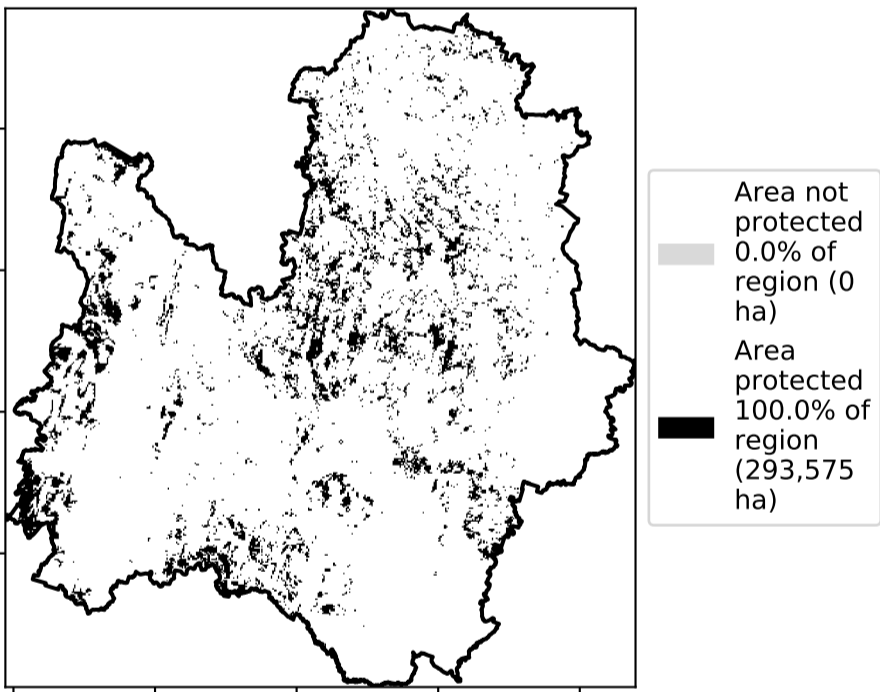 Area not
protected
0.0% of
region (0
ha)
Area
protected
100.0% of
region
(293,575
ha)